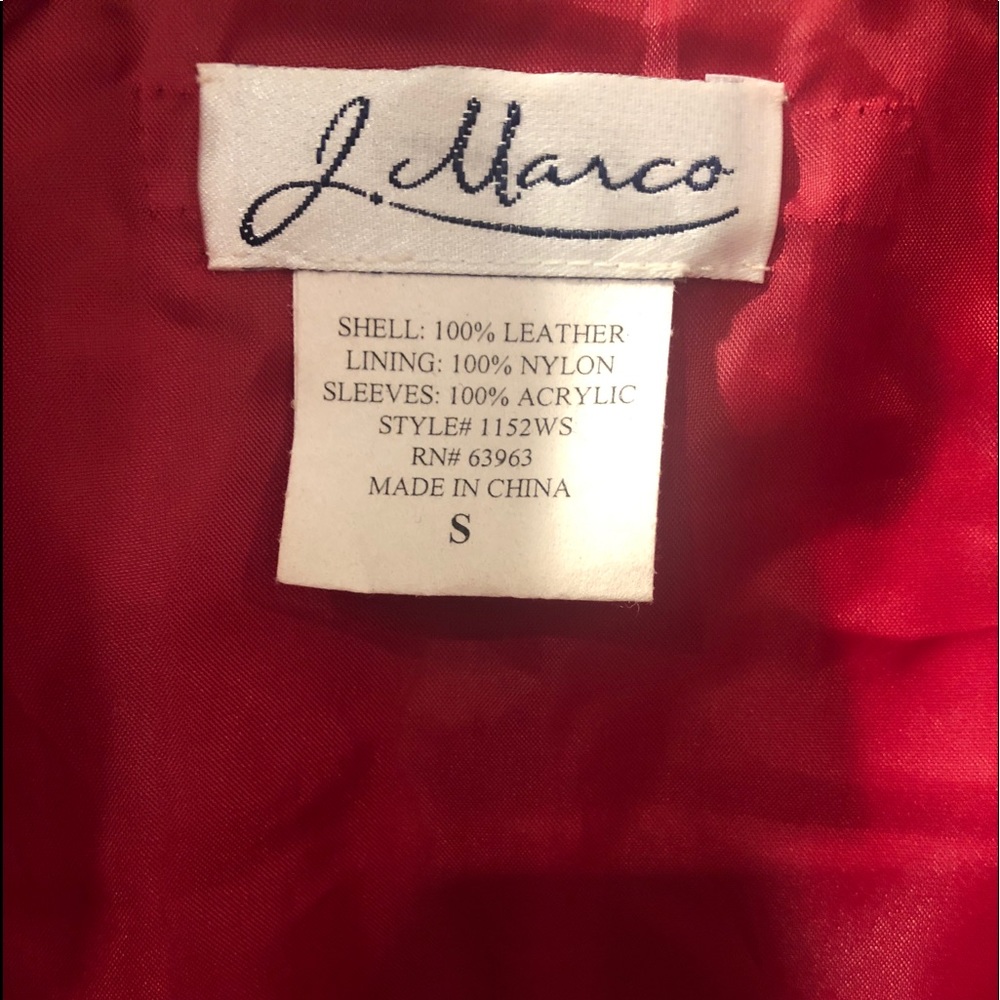 J. Marco
SHELL: 100% LEATHER
LINING: 100% NYLON
SLEEVES: 100% ACRYLIC
STYLE# 1152WS
RN# 63963
MADE IN CHINA
S